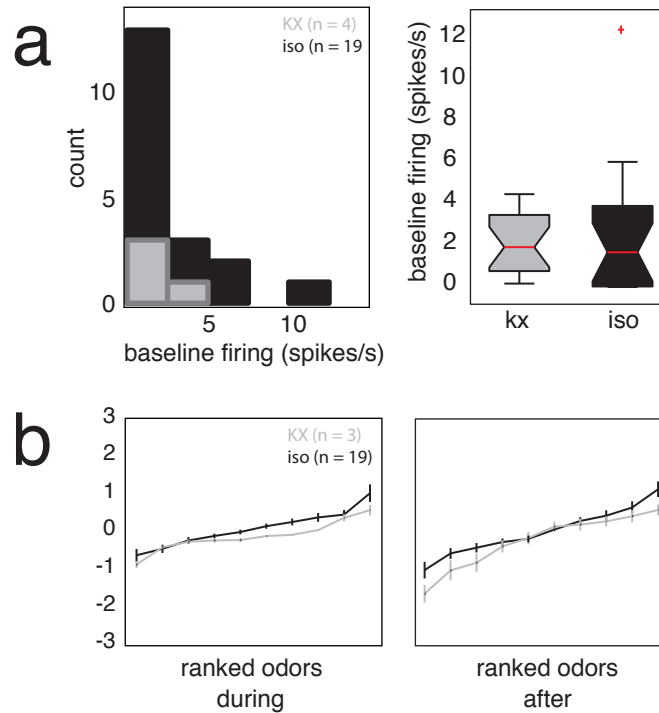 a
KX (n = 4)
iso (n = 19
count
10
5
0
5
10
baseline firing (spikes/s)
baseline firing (spikes/s)
12
10
8
6
4
2
0
kx
iso
b
3
2
1
0
-1
-2
-3
KX (n = 3)
iso (n = 19)
ranked odors
during
ranked odors
after